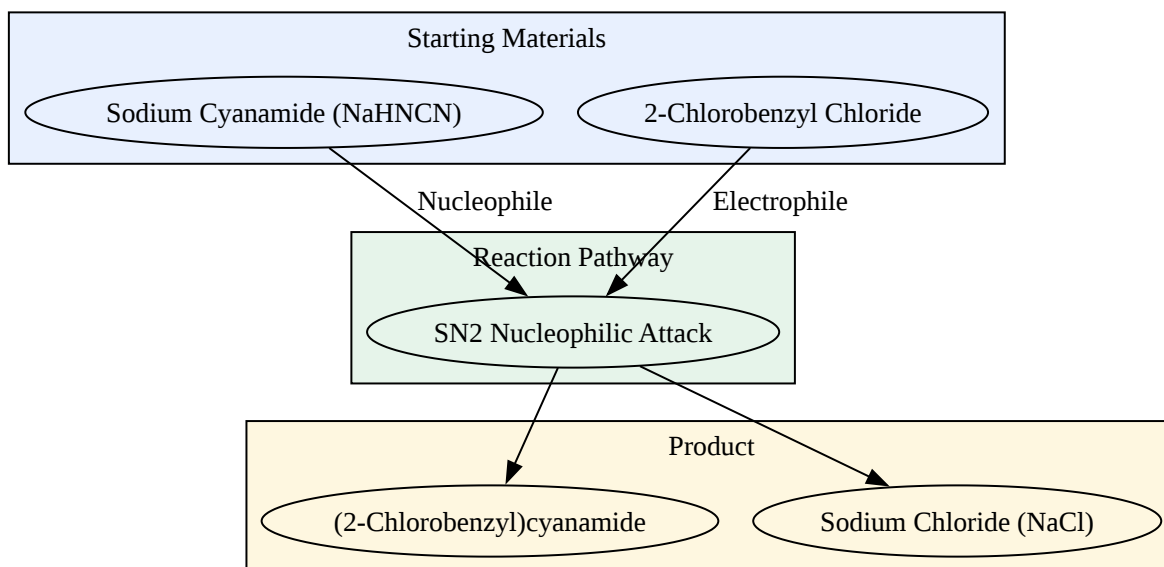 Starting Materials
Sodium Cyanamide (NaHNCN)
2-Chlorobenzyl Chloride
Nucleophile
Electrophile
Reaction Pathway
SN2 Nucleophilic Attack
Product
(2-Chlorobenzyl)cyanamide
Sodium Chloride (NaCl)